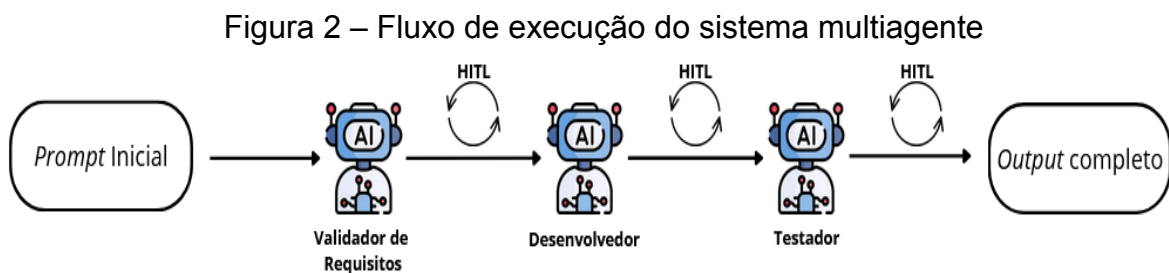 Figura 2 – Fluxo de execução do sistema multiagente
HITL
HITL
HITL
Prompt Inicial
AI
AI
AI
Output completo
Validador de
Requisitos
Desenvolvedor
Testador